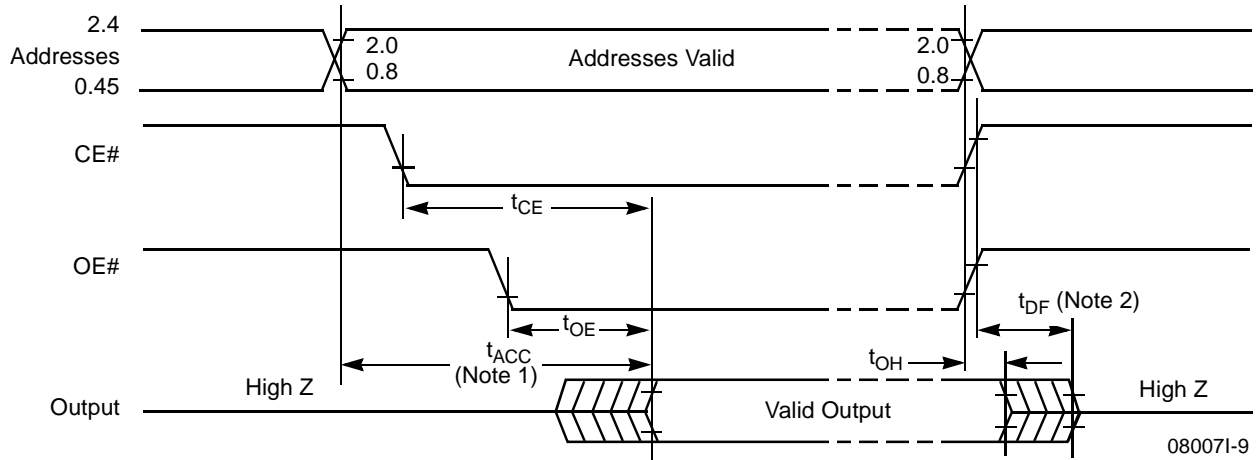 2.4
Addresses
0.45
2.0
0.8
Addresses Valid
2.0
0.8
CE#
tCE
OE#
tOE
tDF (Note 2)
tACC
(Note 1)
tOH
High Z
Output
Valid Output
High Z
08007I-9